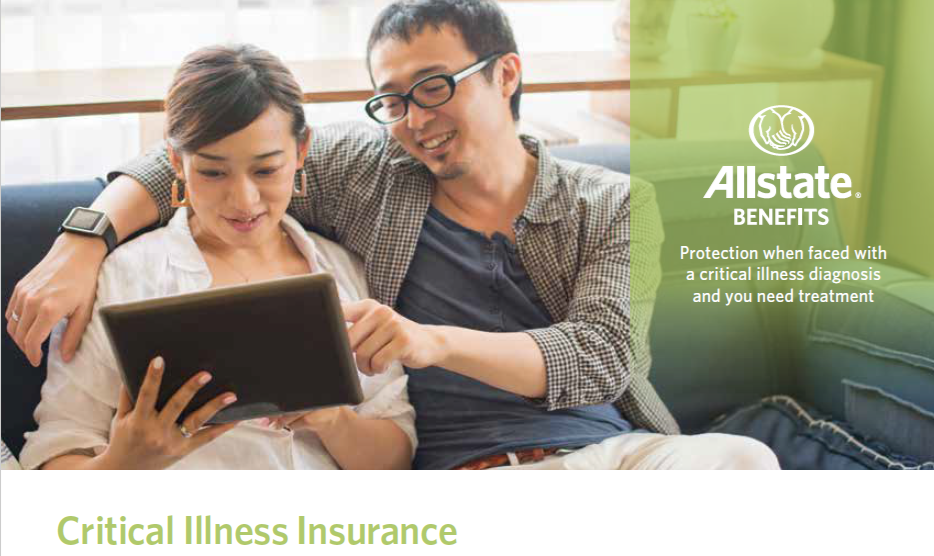 Allstate®
BENEFITS
Protection when faced with
a critical illness diagnosis
and you need treatment
Critical Illness Insurance